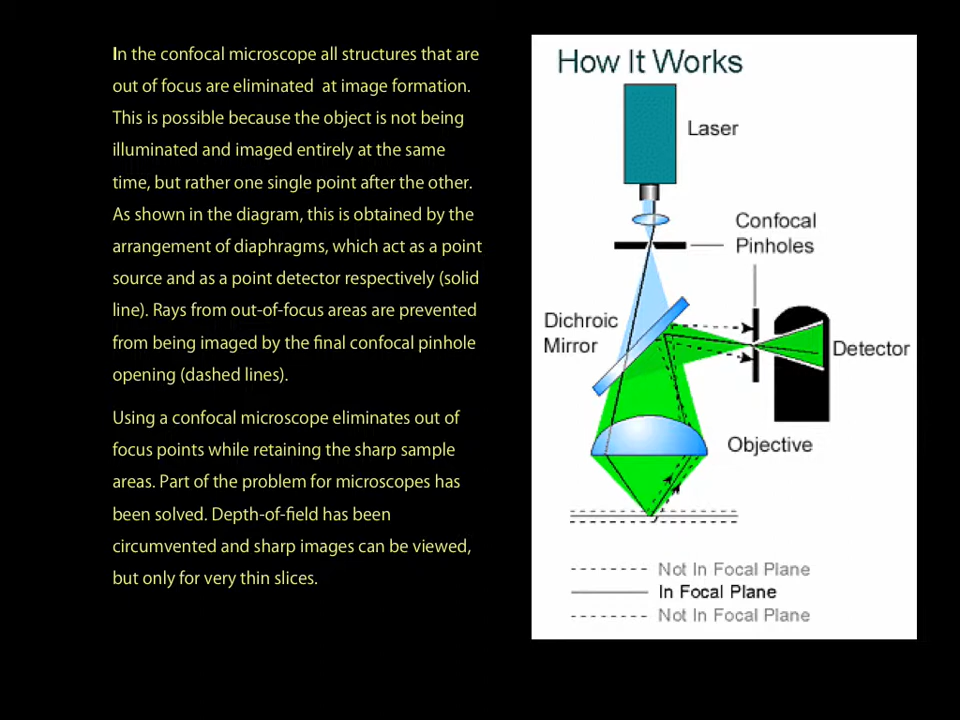 In the confocal microscope all structures that are
out of focus are eliminated  at image formation.
This is possible because the object is not being
illuminated and imaged entirely at the same
time, but rather one single point after the other.
As shown in the diagram, this is obtained by the
arrangement of diaphragms, which act as a point
source and as a point detector respectively (solid
line). Rays from out-of-focus areas are prevented
from being imaged by the final confocal pinhole
opening (dashed lines).
Using a confocal microscope eliminates out of
focus points while retaining the sharp sample
areas. Part of the problem for microscopes has
been solved. Depth-of-field has been
circumvented and sharp images can be viewed,
but only for very thin slices.
How It Works
Laser
Confocal
Pinholes
Dichroic
Mirror
Detector
Objective
Not In Focal Plane
In Focal Plane
Not In Focal Plane